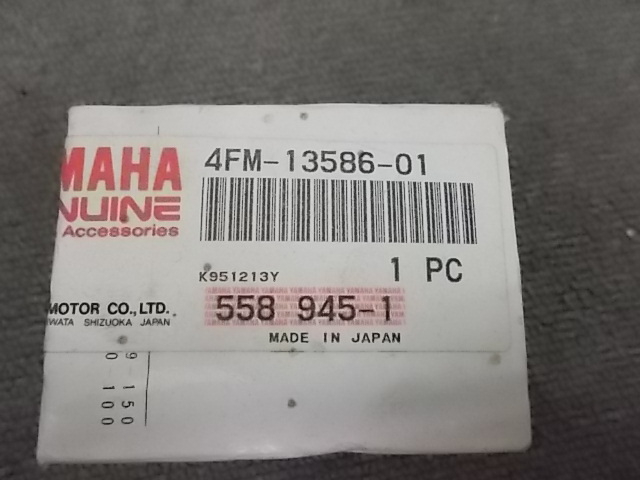 MAHA
NUINE
Accessories
4FM-13586-01
K951213Y
1 PC
MOTOR CO.,LTD.
IWATA SHIZUOKA JAPAN
558 945-1
MADE IN JAPAN
9-150
0-100